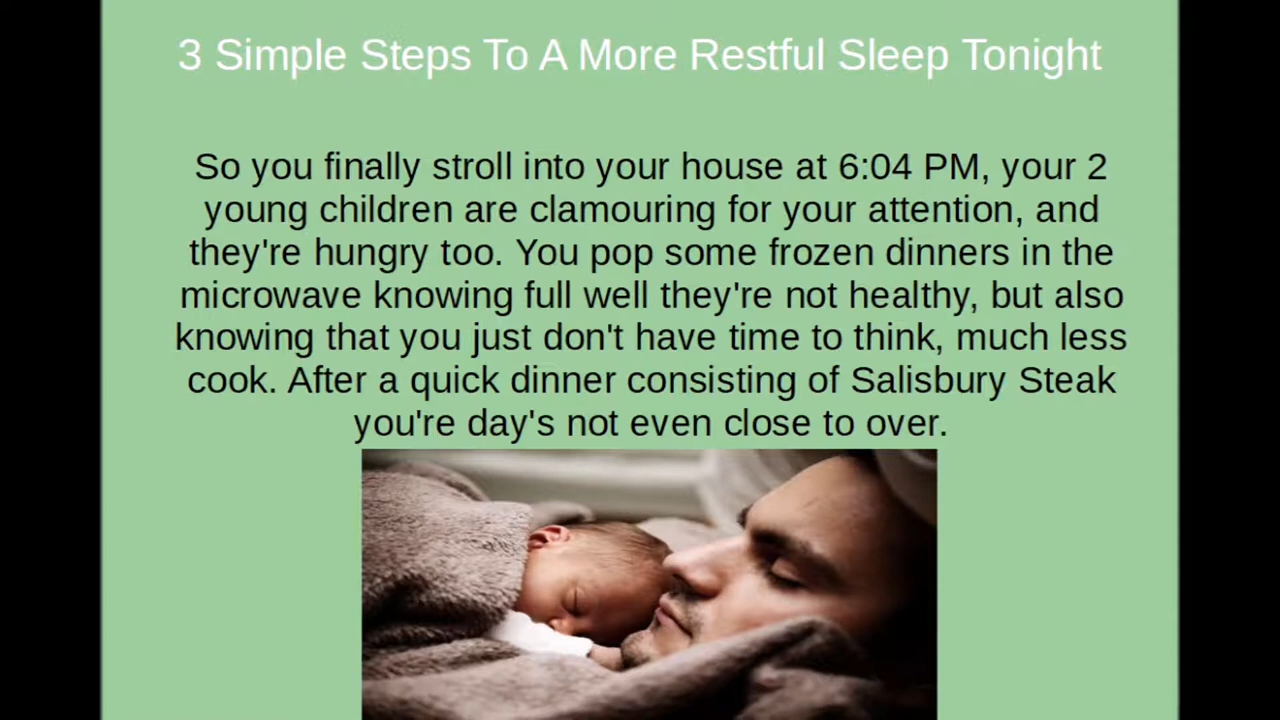 3 Simple Steps To A More Restful Sleep Tonight
So you finally stroll into your house at 6:04 PM, your 2
young children are clamouring for your attention, and
they're hungry too. You pop some frozen dinners in the
microwave knowing full well they're not healthy, but also
knowing that you just don't have time to think, much less
cook. After a quick dinner consisting of Salisbury Steak
you're day's not even close to over.